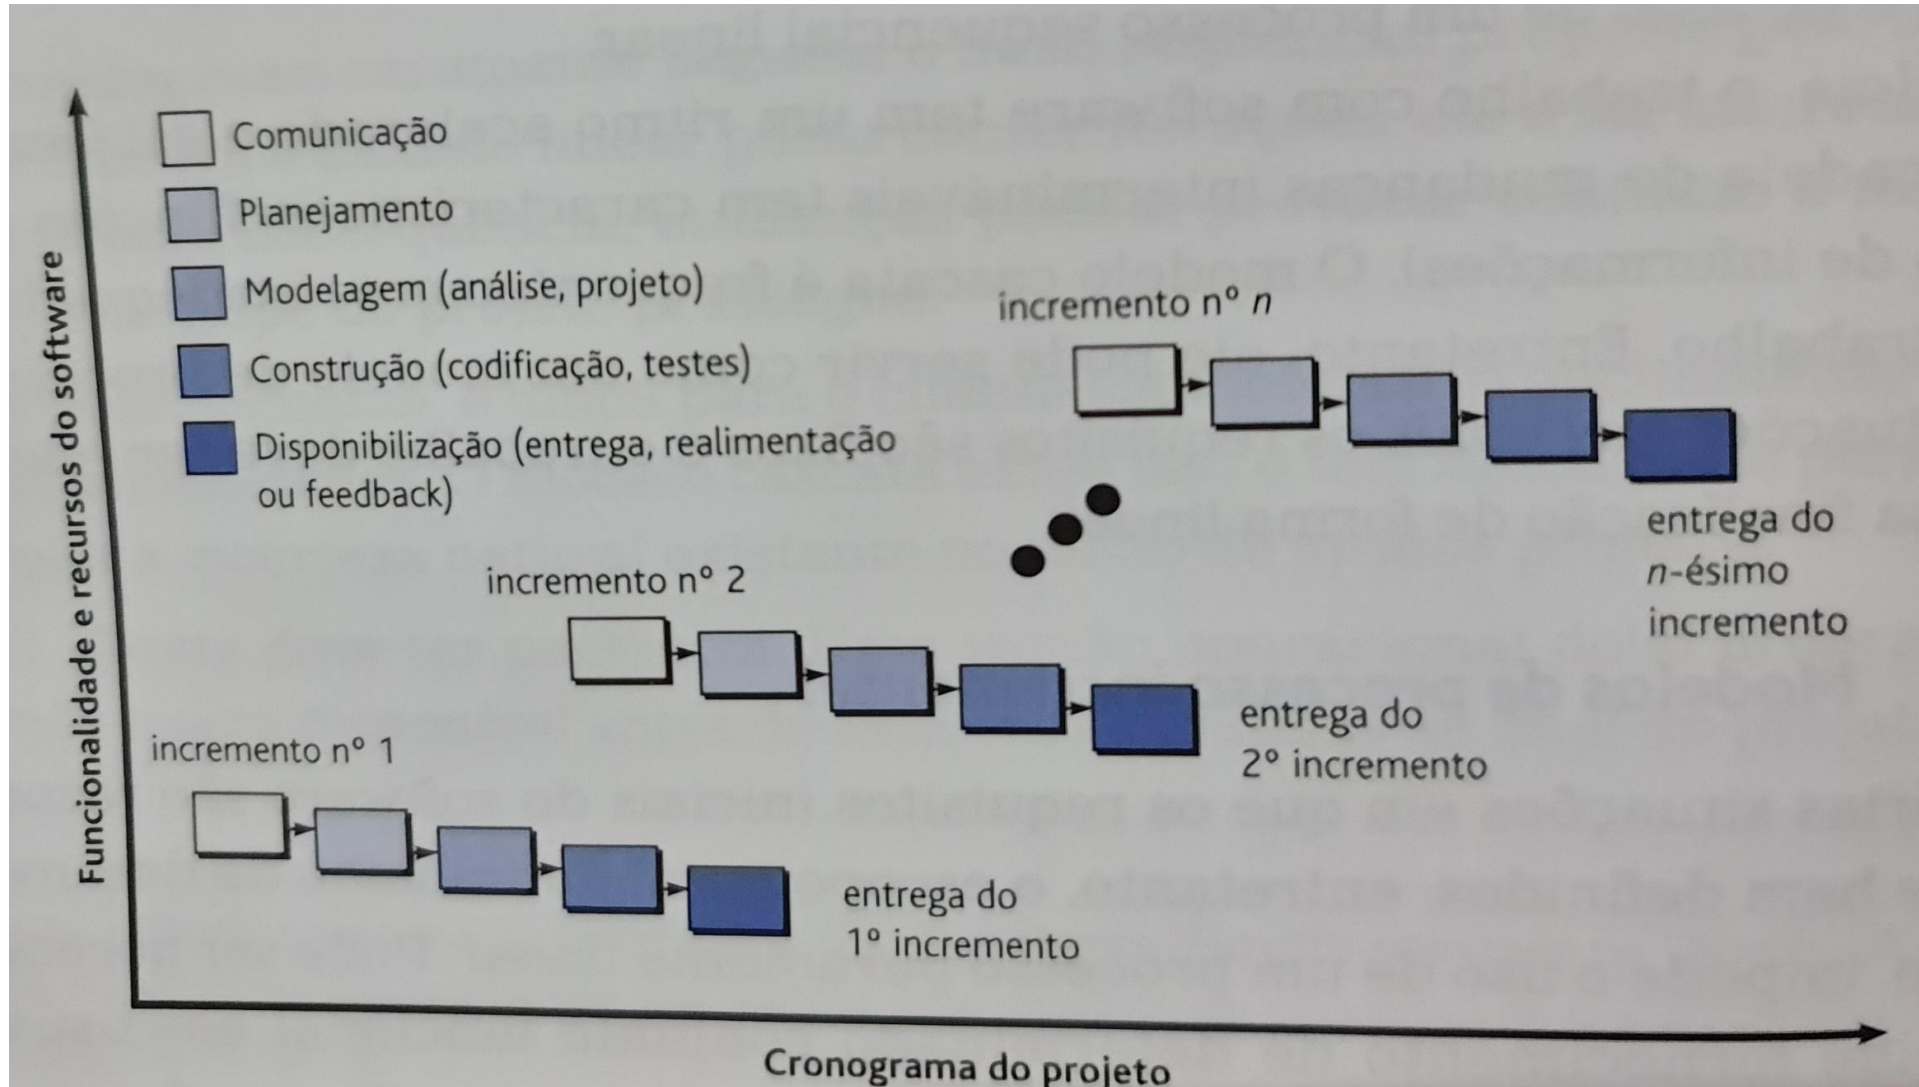 Comunicação
Planejamento
Modelagem (análise, projeto)
Construção (codificação, testes)
Disponibilização (entrega, realimentação
ou feedback)
Funcionalidade e recursos do software
incremento nº n
entrega do
n-ésimo
incremento
incremento nº 2
entrega do
2º incremento
incremento nº 1
entrega do
1º incremento
Cronograma do projeto